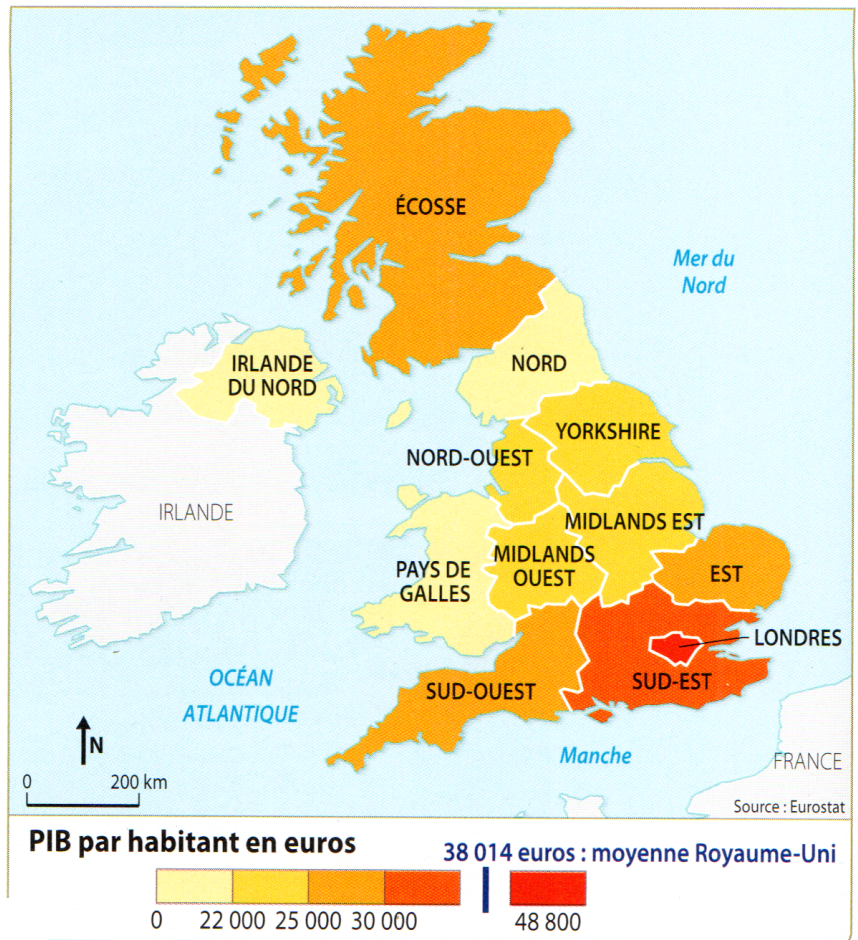 ÉCOSSE
Mer du
Nord
IRLANDE
DU NORD
NORD
YORKSHIRE
NORD-OUEST
IRLANDE
MIDLANDS EST
MIDLANDS
OUEST
PAYS DE
GALLES
EST
LONDRES
SUD-EST
OCÉAN
ATLANTIQUE
SUD-OUEST
N
Manche
FRANCE
0 200 km
Source : Eurostat
PIB par habitant en euros
38 014 euros : moyenne Royaume-Uni
0 22 000 25 000 30 000 48 800